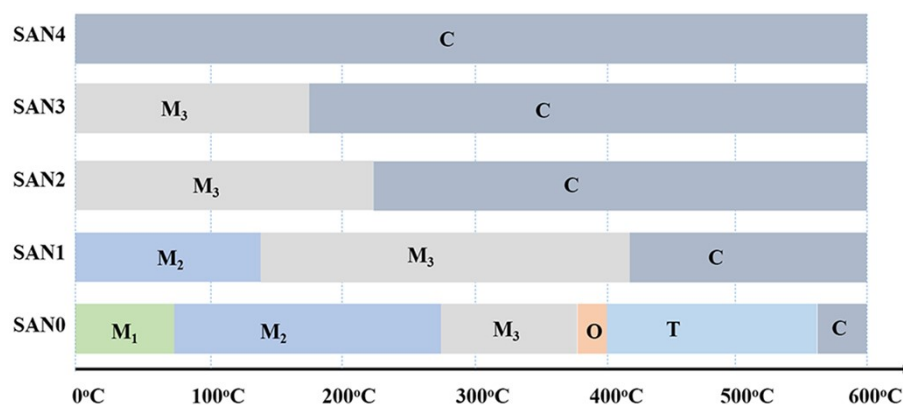 SAN4 C
SAN3 M₃ C
SAN2 M₃ C
SAN1 M₂ M₃ C
SAN0 M₁ M₂ M₃ O T C
0°C 100°C 200°C 300°C 400°C 500°C 600°C